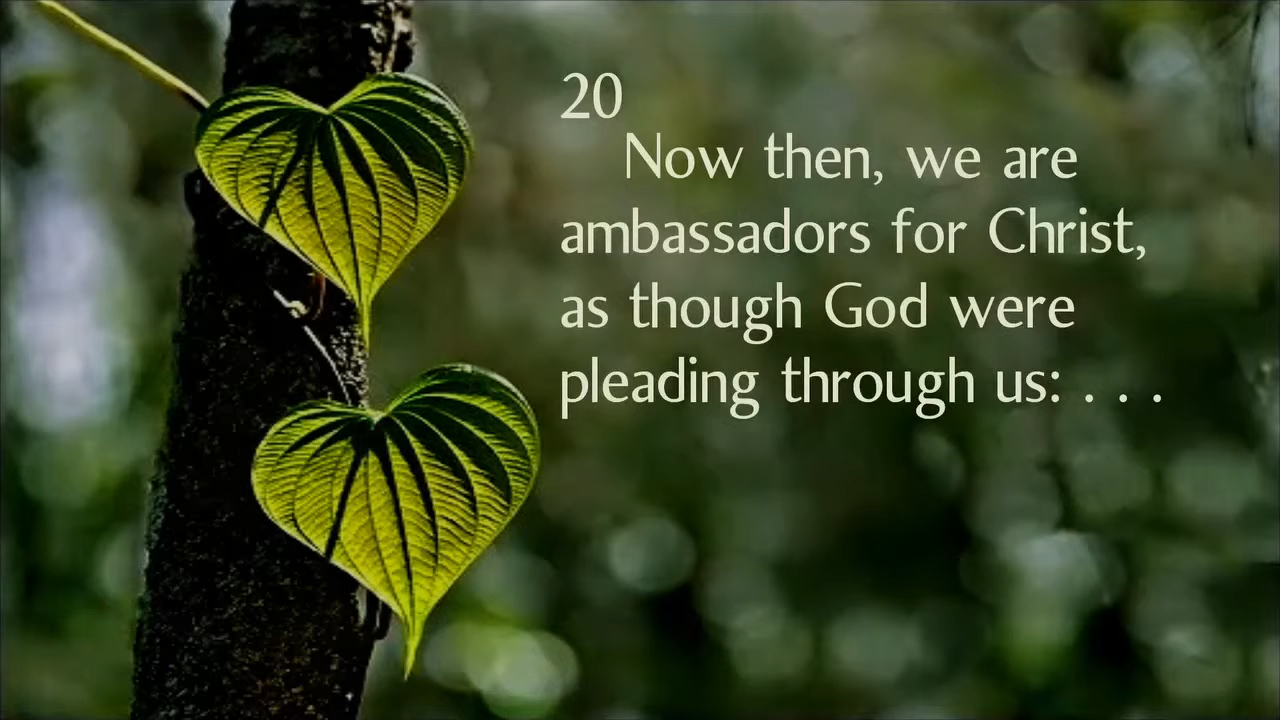 20
Now then, we are
ambassadors for Christ,
as though God were
pleading through us: . . .